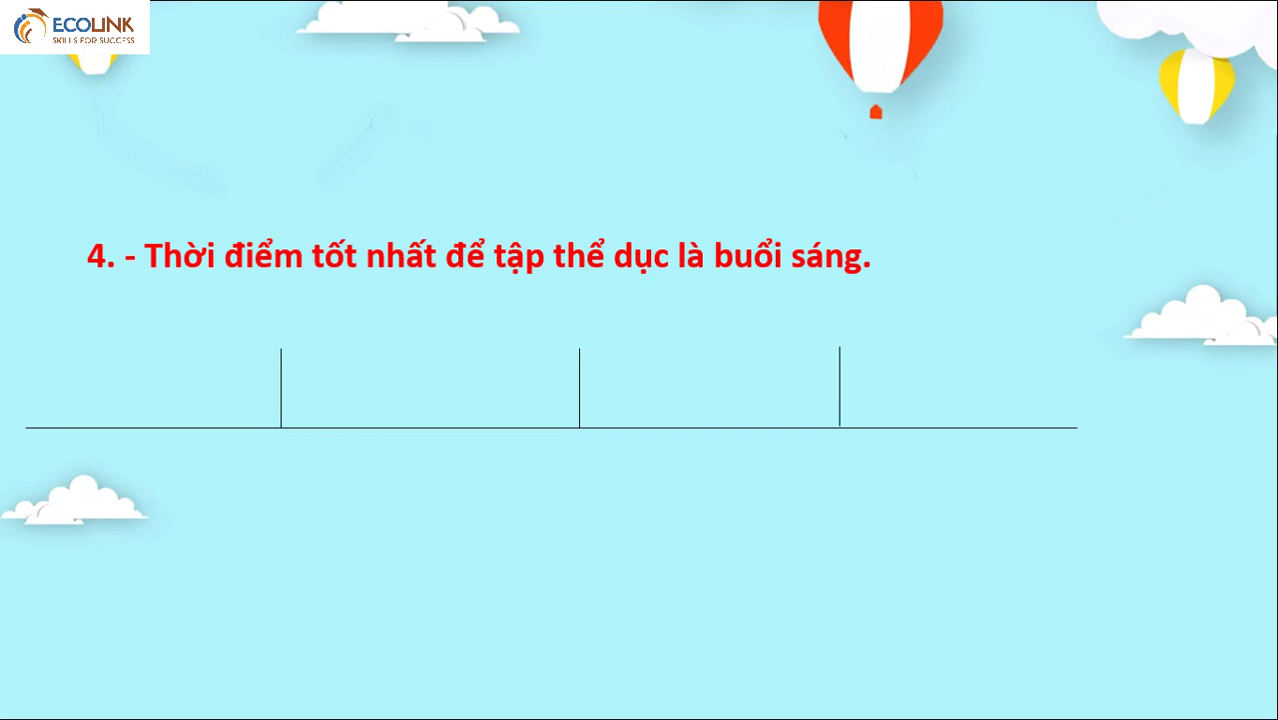 ECOLINK
SKILLS FOR SUCCESS
4. - Thời điểm tốt nhất để tập thể dục là buổi sáng.